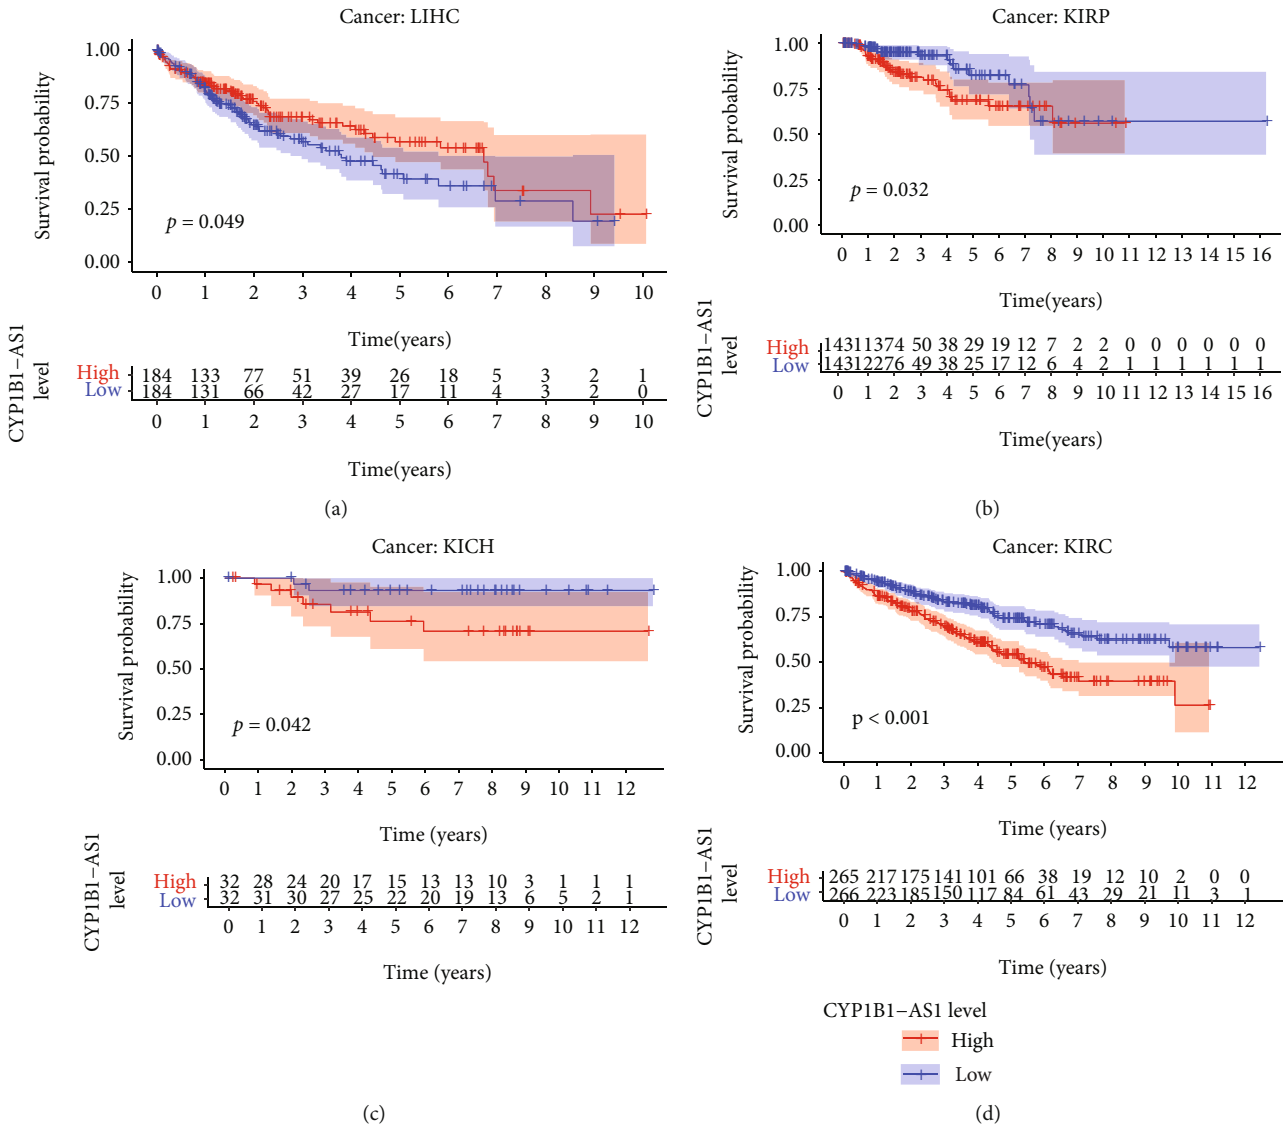 Cancer: LIHC
Survival probability
1.00
0.75
0.50
0.25
0.00
p = 0.049
0 1 2 3 4 5 6 7 8 9 10
Time(years)
CYP1B1−AS1
level
High 184 133 77 51 39 26 18 5 3 2 1
Low 184 131 66 42 27 17 11 4 3 2 0
0 1 2 3 4 5 6 7 8 9 10
Time(years)
(a)
Cancer: KIRP
Survival probability
1.00
0.75
0.50
0.25
0.00
p = 0.032
0 1 2 3 4 5 6 7 8 9 10 11 12 13 14 15 16
Time(years)
CYP1B1−AS1
level
High 14311374 50 38 29 19 12 7 2 2 0 0 0 0 0 0
Low 14312276 49 38 25 17 12 6 4 2 1 1 1 1 1 1
0 1 2 3 4 5 6 7 8 9 10 11 12 13 14 15 16
Time(years)
(b)
Cancer: KICH
Survival probability
1.00
0.75
0.50
0.25
0.00
p = 0.042
0 1 2 3 4 5 6 7 8 9 10 11 12
Time (years)
CYP1B1−AS1
level
High 32 28 24 20 17 15 13 13 10 3 1 1 1
Low 32 31 30 27 25 22 20 19 13 6 5 2 1
0 1 2 3 4 5 6 7 8 9 10 11 12
Time (years)
(c)
Cancer: KIRC
Survival probability
1.00
0.75
0.50
0.25
0.00
p < 0.001
0 1 2 3 4 5 6 7 8 9 10 11 12
Time (years)
CYP1B1−AS1
level
High 265 217 175 141 101 66 38 19 12 10 2 0 0
Low 266 223 185 150 117 84 61 43 29 21 11 3 1
0 1 2 3 4 5 6 7 8 9 10 11 12
Time (years)
CYP1B1−AS1 level
High
Low
(d)